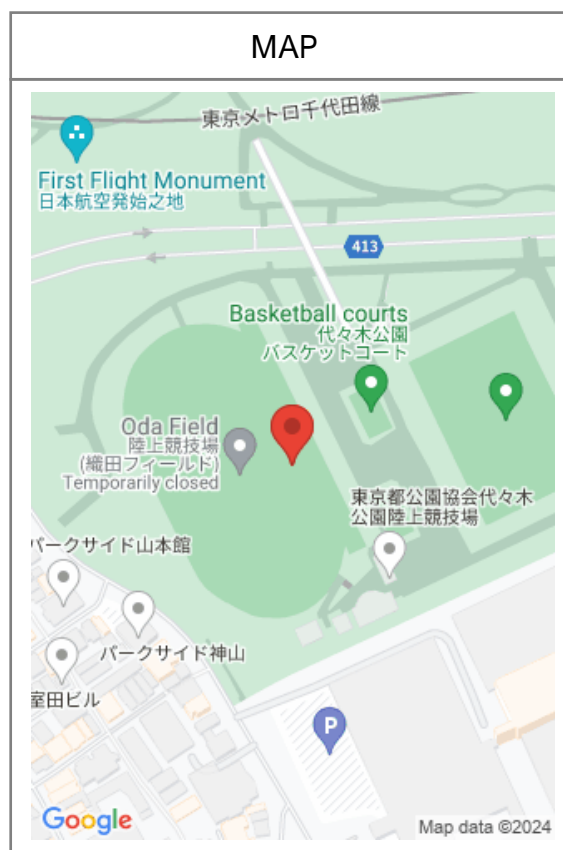 MAP
東京メトロ千代田線
First Flight Monument
日本航空発始之地
413
Basketball courts
代々木公園
バスケットコート
Oda Field
陸上競技場
(織田フィールド)
Temporarily closed
東京都公園協会代々木
公園陸上競技場
パークサイド山本館
パークサイド神山
室田ビル
P
Google
Map data ©2024